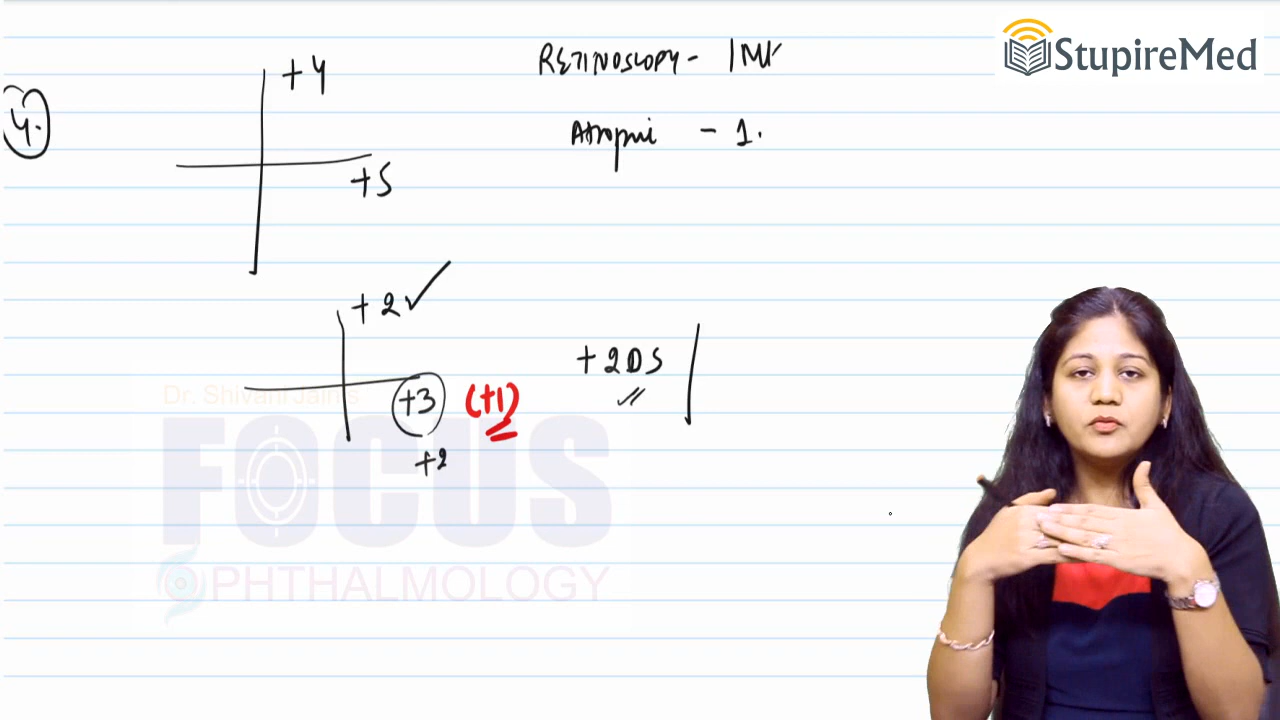 StupireMed
4.
+4
RETINOSCOPY - 1M
+5
Atropine - 1.
+2✓
+2DS
+3 (+1)
+2
Dr. Shivani Jain's
FOCUS
OPHTHALMOLOGY